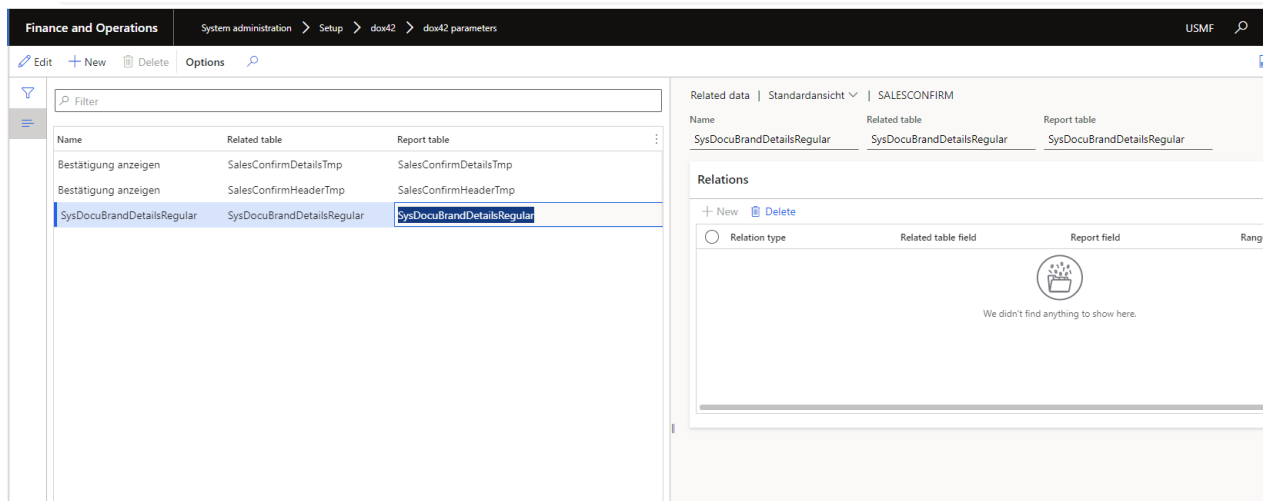 Finance and Operations System administration > Setup > dox42 > dox42 parameters USMF
Edit + New Delete Options
Filter
Name Related table Report table
Bestätigung anzeigen SalesConfirmDetailsTmp SalesConfirmDetailsTmp
Bestätigung anzeigen SalesConfirmHeaderTmp SalesConfirmHeaderTmp
SysDocuBrandDetailsRegular SysDocuBrandDetailsRegular SysDocuBrandDetailsRegular
Related data | Standardansicht | SALESCONFIRM
Name Related table Report table
SysDocuBrandDetailsRegular SysDocuBrandDetailsRegular SysDocuBrandDetailsRegular
Relations
+ New Delete
Relation type Related table field Report field Rang
We didn't find anything to show here.